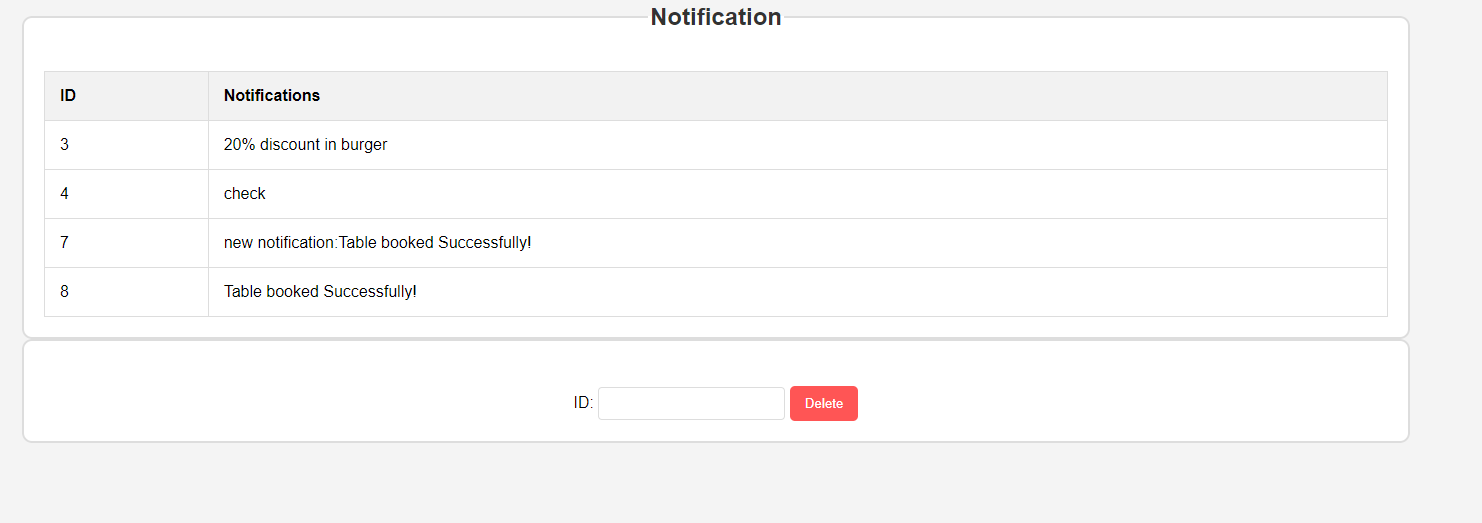 Notification
ID Notifications
3 20% discount in burger
4 check
7 new notification:Table booked Successfully!
8 Table booked Successfully!
ID: Delete